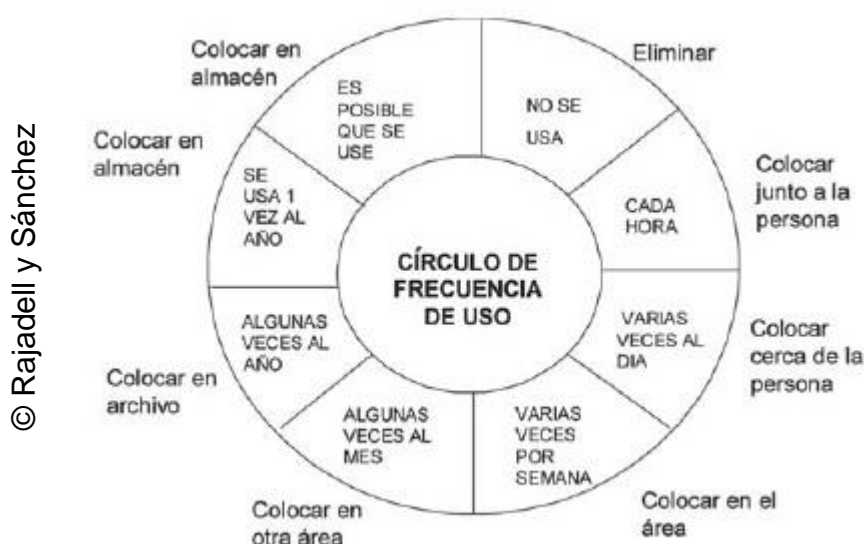 © Rajadell y Sánchez
Colocar en
almacén
ES
POSIBLE
QUE SE
USE
Eliminar
NO SE
USA
Colocar
junto a la
persona
CADA
HORA
Colocar
cerca de la
persona
VARIAS
VECES AL
DIA
Colocar en el
área
VARIAS
VECES
POR
SEMANA
Colocar en
otra área
ALGUNAS
VECES AL
MES
Colocar en
archivo
ALGUNAS
VECES AL
AÑO
Colocar en
almacén
SE
USA 1
VEZ AL
AÑO
CÍRCULO DE
FRECUENCIA
DE USO